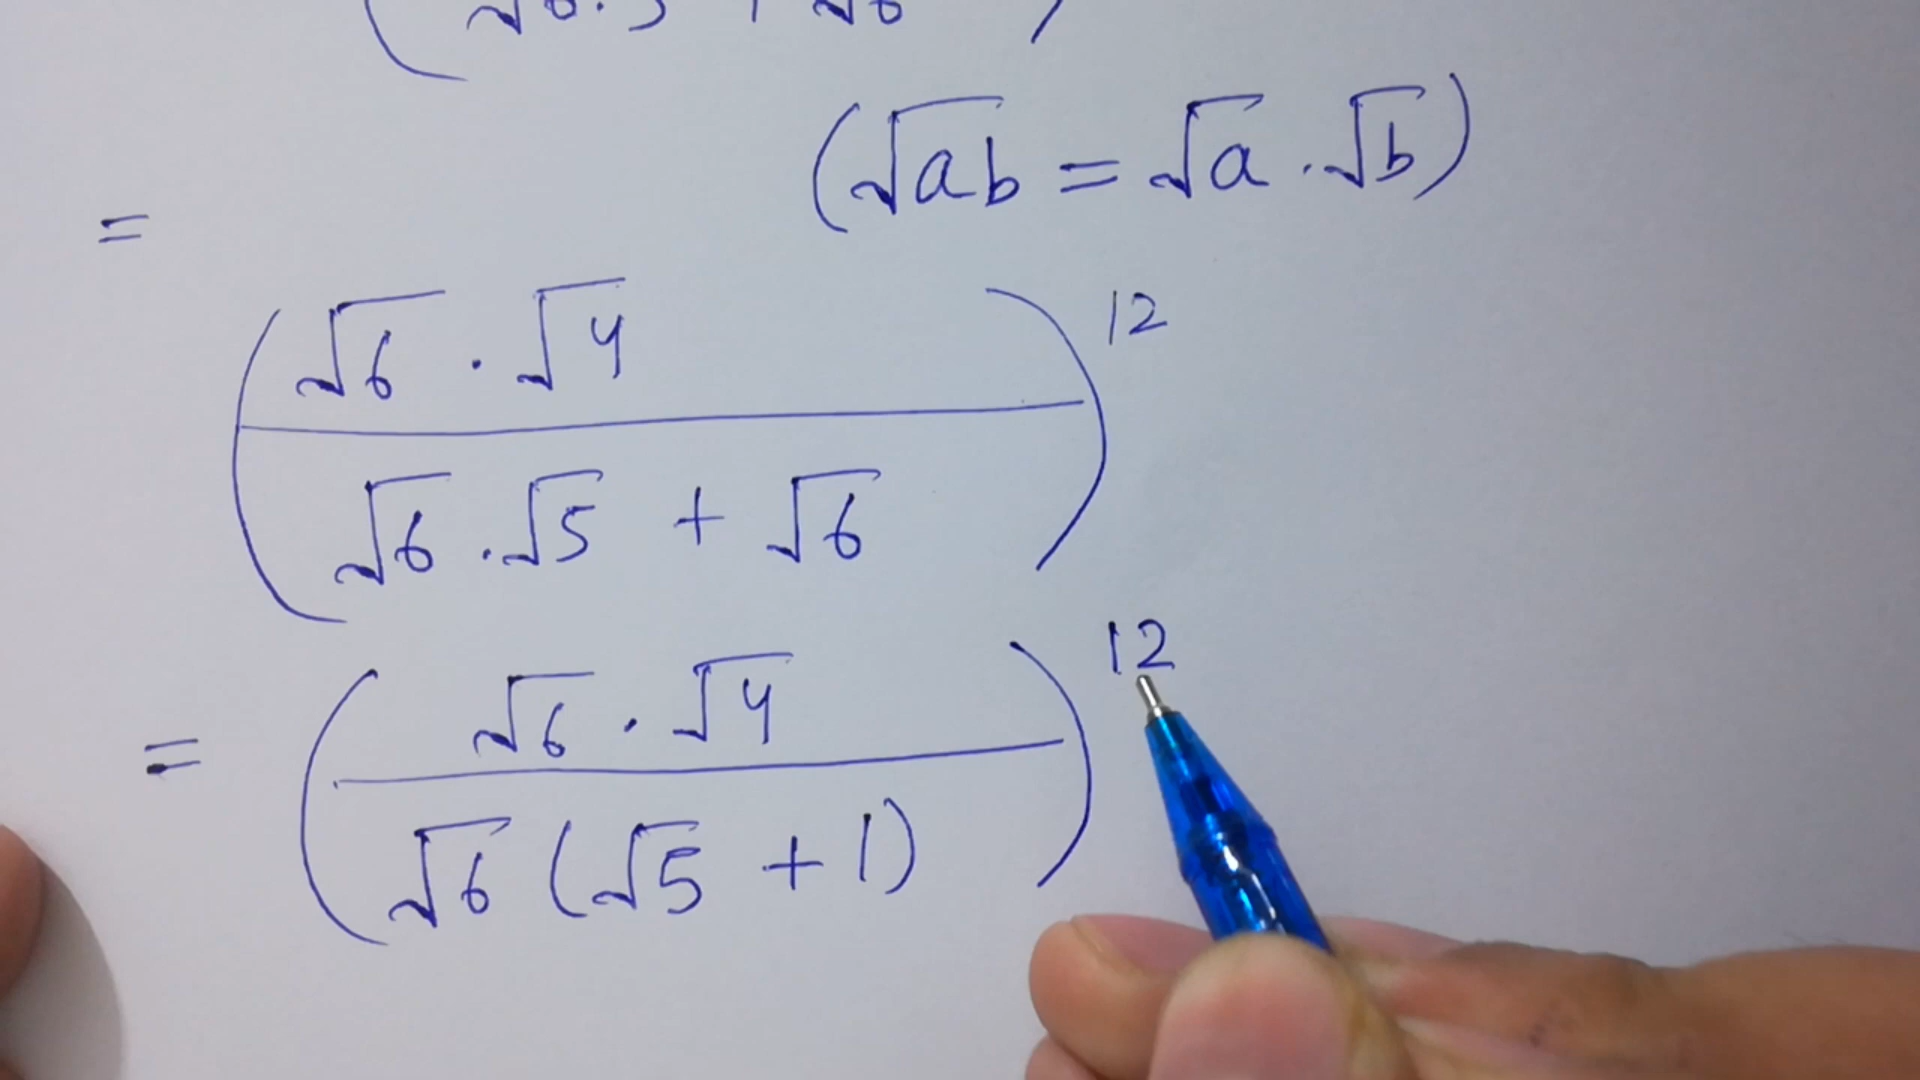 (√ab = √a . √b)
=
(√6 . √4 / √6 . √5 + √6)^12
= (√6 . √4 / √6 (√5 + 1))^12